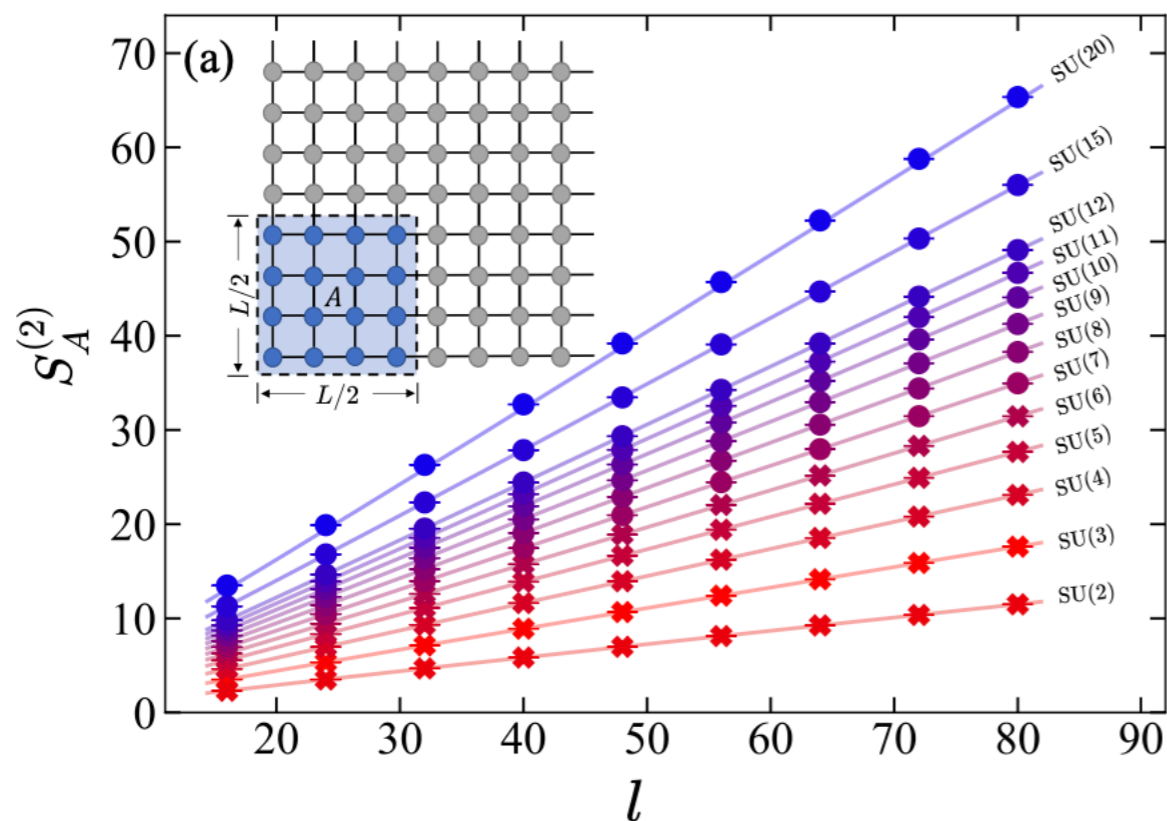 (a)
70
60
50
40
30
20
10
0
S_A^{(2)}
L/2
A
L/2
SU(20)
SU(15)
SU(12)
SU(11)
SU(10)
SU(9)
SU(8)
SU(7)
SU(6)
SU(5)
SU(4)
SU(3)
SU(2)
20 30 40 50 60 70 80 90
l